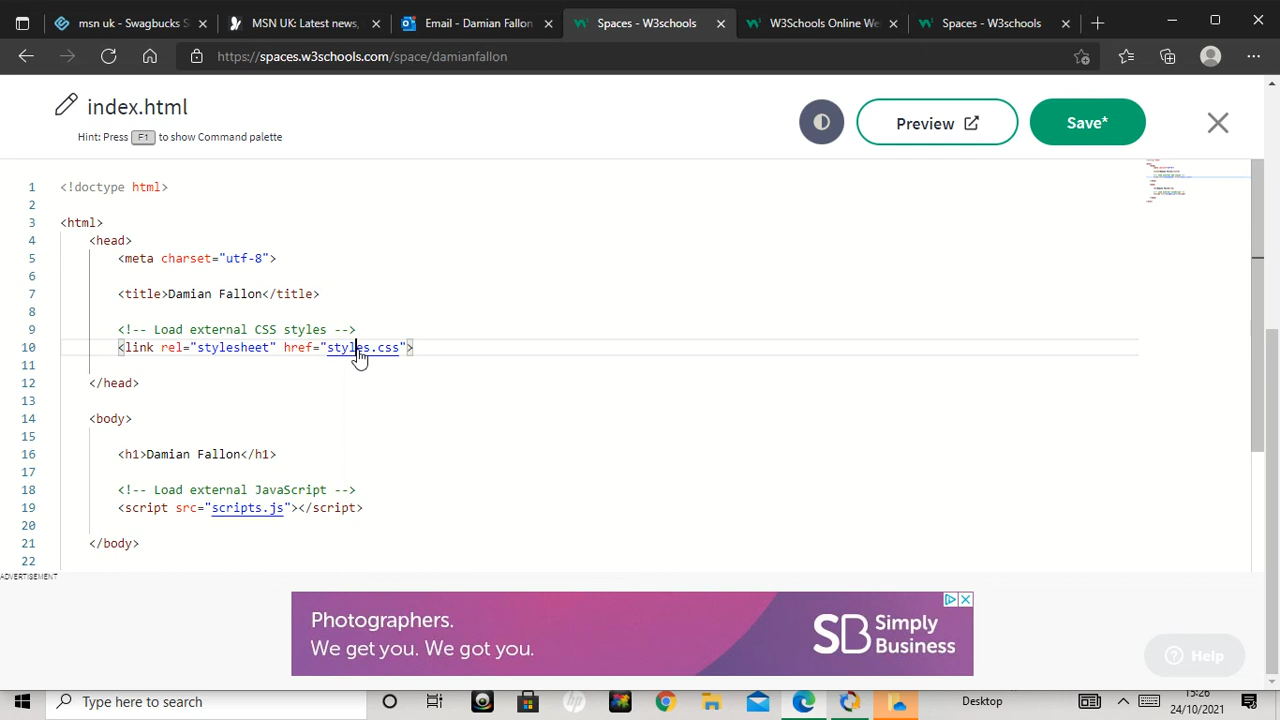 msn uk - Swagbucks S
MSN UK: Latest news,
Email - Damian Fallon
Spaces - W3schools
W3Schools Online We
Spaces - W3schools
https://spaces.w3schools.com/space/damianfallon
index.html
Hint: Press F1 to show Command palette
Preview
Save*
1 <!doctype html>
2
3 <html>
4 <head>
5 <meta charset="utf-8">
6
7 <title>Damian Fallon</title>
8
9 <!-- Load external CSS styles -->
10 <link rel="stylesheet" href="styles.css">
11
12 </head>
13
14 <body>
15
16 <h1>Damian Fallon</h1>
17
18 <!-- Load external JavaScript -->
19 <script src="scripts.js"></script>
20
21 </body>
22
ADVERTISEMENT
Photographers.
We get you. We got you.
SB Simply
Business
Help
Type here to search
Desktop
15:26
24/10/2021